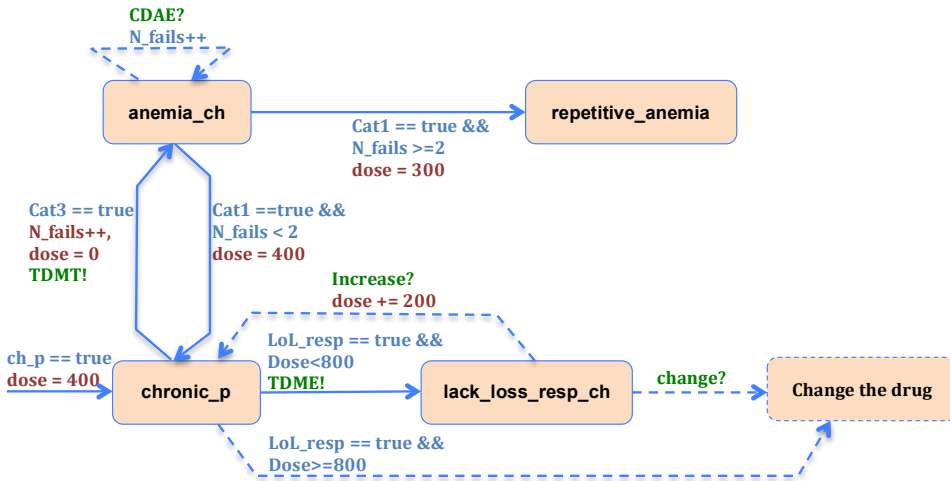 CDAE?
N_fails++
anemia_ch
repetitive_anemia
Cat1 == true &&
N_fails >=2
dose = 300
Cat3 == true
N_fails++,
dose = 0
TDMT!
Cat1 ==true &&
N_fails < 2
dose = 400
Increase?
dose += 200
ch_p == true
dose = 400
chronic_p
LoL_resp == true &&
Dose<800
TDME!
lack_loss_resp_ch
change?
Change the drug
LoL_resp == true &&
Dose>=800